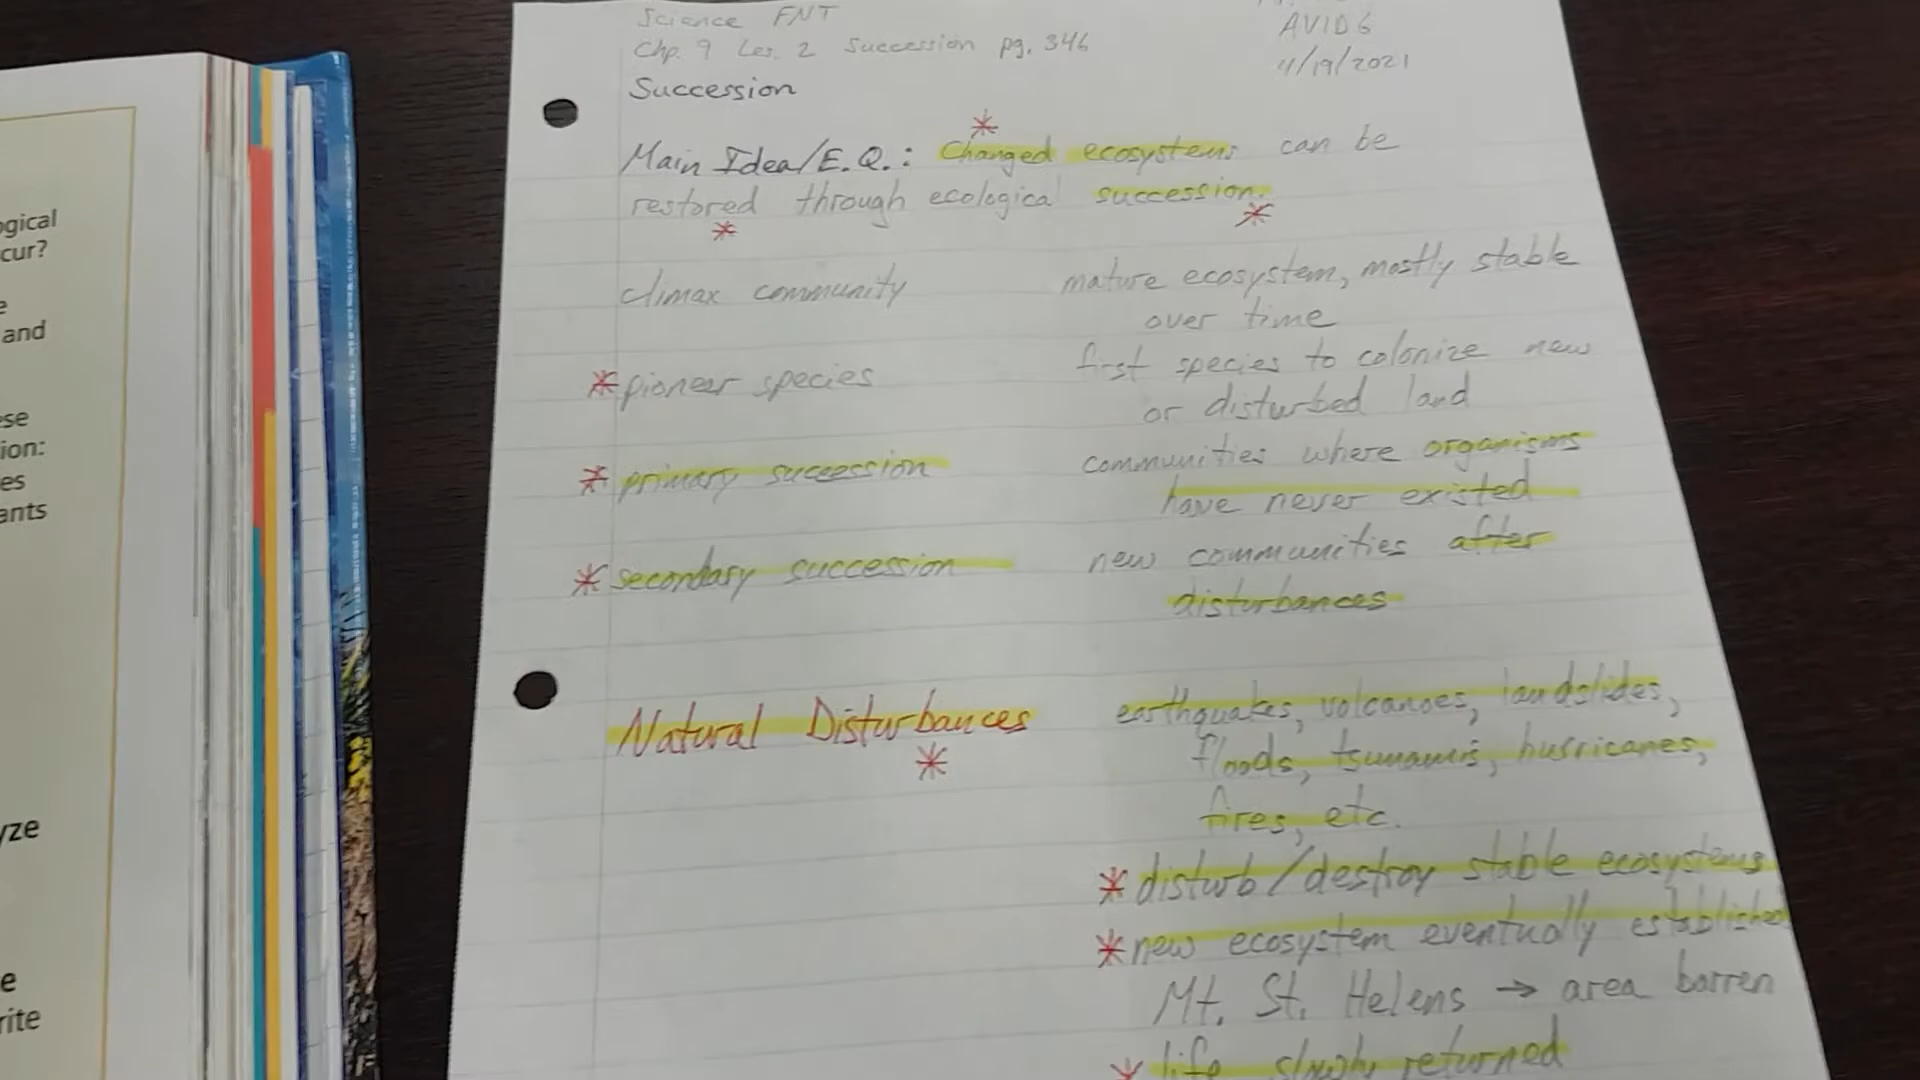 ogical
cur?
e
and
se
ion:
es
ants
yze
e
rite
Science FNT
Chp. 9 Les. 2 Succession pg. 346
AVID 6
4/19/2021
Succession
Main Idea/E.Q.: Changed ecosystems can be
restored through ecological succession.
climax community
mature ecosystem, mostly stable
over time
*pioneer species
first species to colonize new
or disturbed land
*primary succession
communities where organisms
have never existed
*secondary succession
new communities after
disturbances
Natural Disturbances
earthquakes, volcanoes, landslides,
floods, tsunamis, hurricanes,
fires, etc.
*disturb/destroy stable ecosystems
*new ecosystem eventually established
Mt. St. Helens → area barren
*life slowly returned